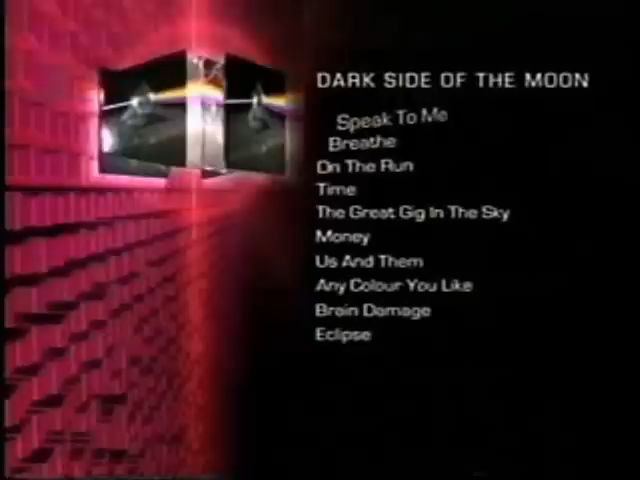 DARK SIDE OF THE MOON
Speak To Me
Breathe
On The Run
Time
The Great Gig In The Sky
Money
Us And Them
Any Colour You Like
Brain Damage
Eclipse